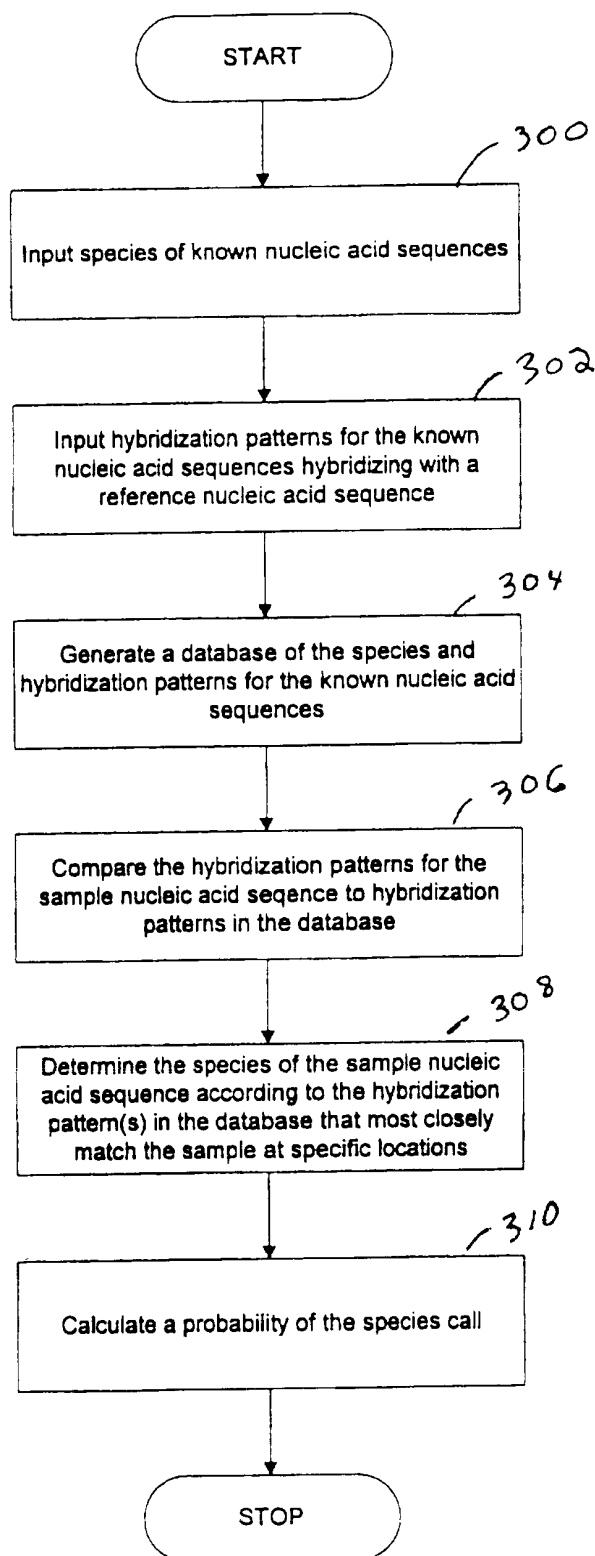 START
300
Input species of known nucleic acid sequences
302
Input hybridization patterns for the known
nucleic acid sequences hybridizing with a
reference nucleic acid sequence
304
Generate a database of the species and
hybridization patterns for the known nucleic acid
sequences
306
Compare the hybridization patterns for the
sample nucleic acid seqence to hybridization
patterns in the database
308
Determine the species of the sample nucleic
acid sequence according to the hybridization
pattern(s) in the database that most closely
match the sample at specific locations
310
Calculate a probability of the species call
STOP